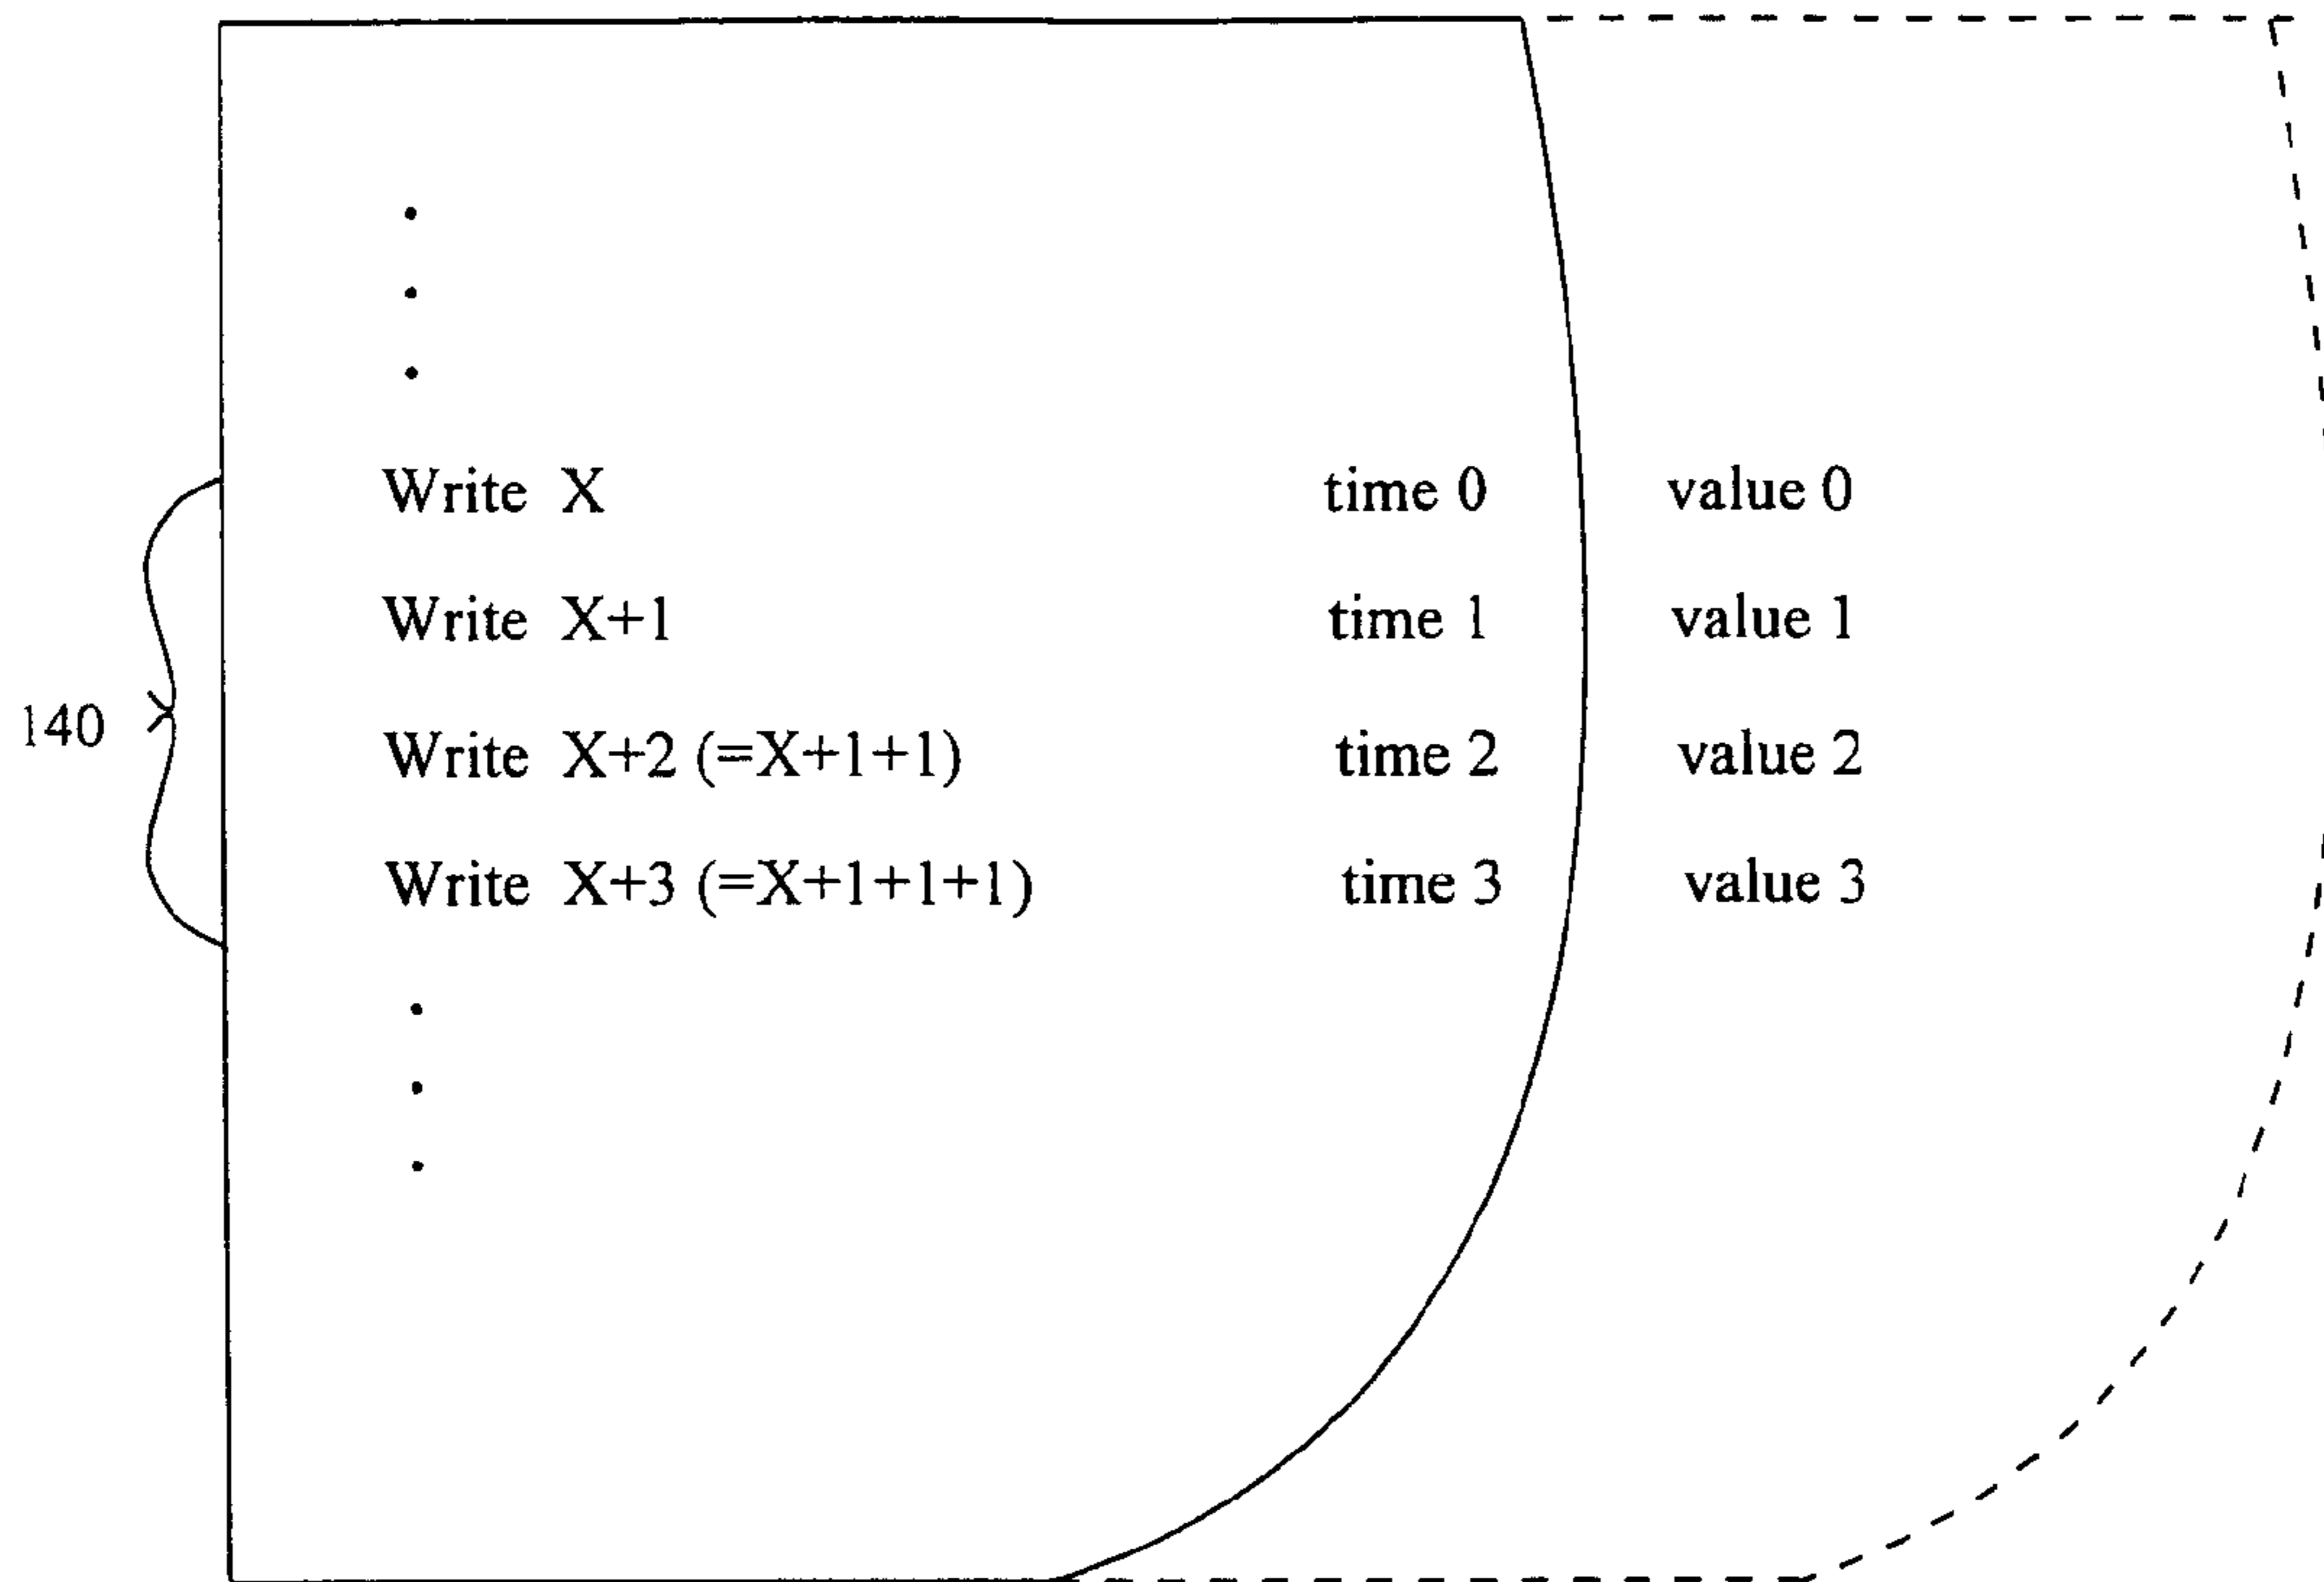 Write X time 0 value 0
Write X+1 time 1 value 1
140
Write X+2 (=X+1+1) time 2 value 2
Write X+3 (=X+1+1+1) time 3 value 3